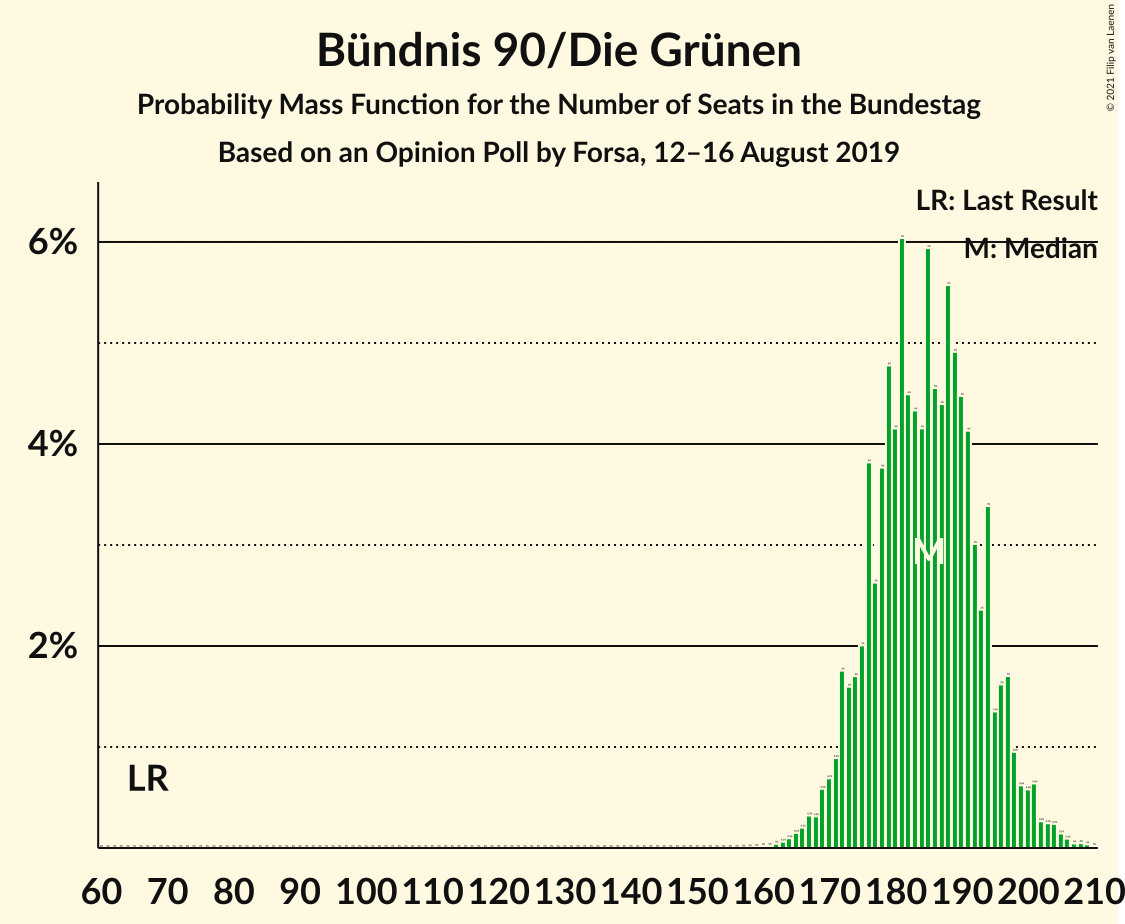 Bündnis 90/Die Grünen
Probability Mass Function for the Number of Seats in the Bundestag
Based on an Opinion Poll by Forsa, 12–16 August 2019
© 2021 Filip van Laenen
LR: Last Result
M: Median
6%
4%
2%
M
LR
60 70 80 90 100 110 120 130 140 150 160 170 180 190 200 210